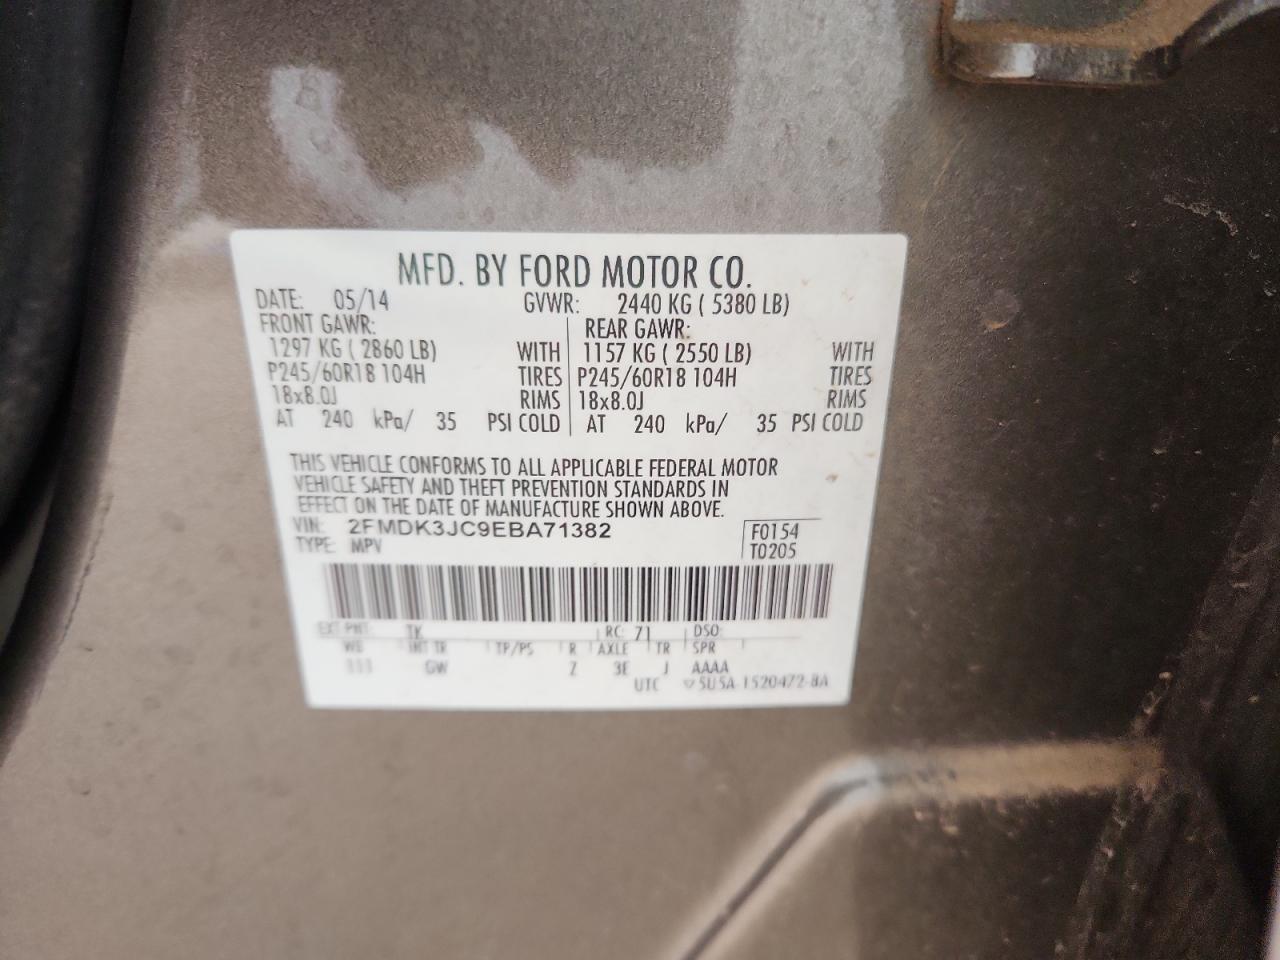 MFD. BY FORD MOTOR CO.
DATE: 05/14 GVWR: 2440 KG ( 5380 LB)
FRONT GAWR: REAR GAWR:
1297 KG ( 2860 LB) WITH 1157 KG ( 2550 LB) WITH
P245/60R18 104H TIRES P245/60R18 104H TIRES
18x8.0J RIMS 18x8.0J RIMS
AT 240 kPa/ 35 PSI COLD AT 240 kPa/ 35 PSI COLD
THIS VEHICLE CONFORMS TO ALL APPLICABLE FEDERAL MOTOR
VEHICLE SAFETY AND THEFT PREVENTION STANDARDS IN
EFFECT ON THE DATE OF MANUFACTURE SHOWN ABOVE.
VIN: 2FMDK3JC9EBA71382 F0154
TYPE: MPV T0205
EXT PNT: TK RC: 71 DSO:
WB INT TR TP/PS R AXLE TR SPR
GW Z 3E J AAAA
UTC 5U5A-1520472-BA